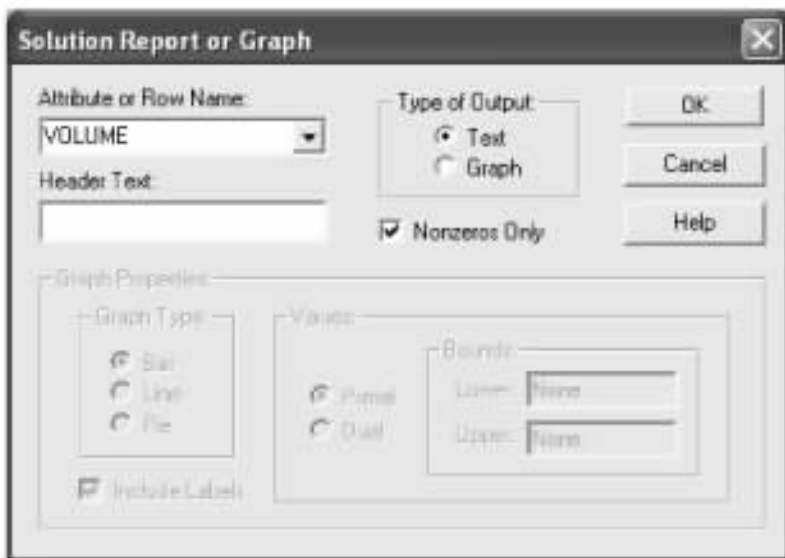 Solution Report or Graph
Attribute or Row Name:
VOLUME
Header Text:
Type of Output:
Text
Graph
Nonzeros Only
OK
Cancel
Help
Graph Properties:
Graph Type:
Bar
Line
Pie
Include Labels
Values:
Primal
Dual
Bounds:
Lower: None
Upper: None